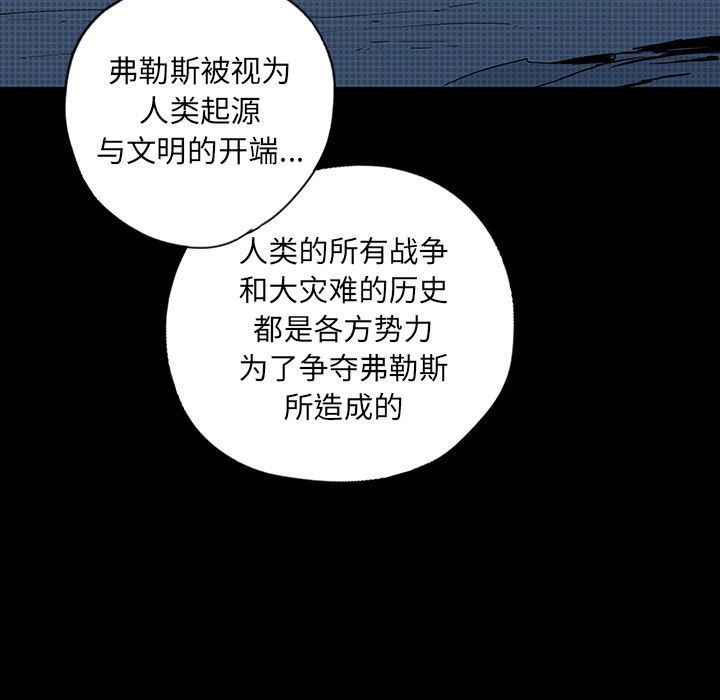 弗勒斯被视为
人类起源
与文明的开端...
人类的所有战争
和大灾难的历史
都是各方势力
为了争夺弗勒斯
所造成的